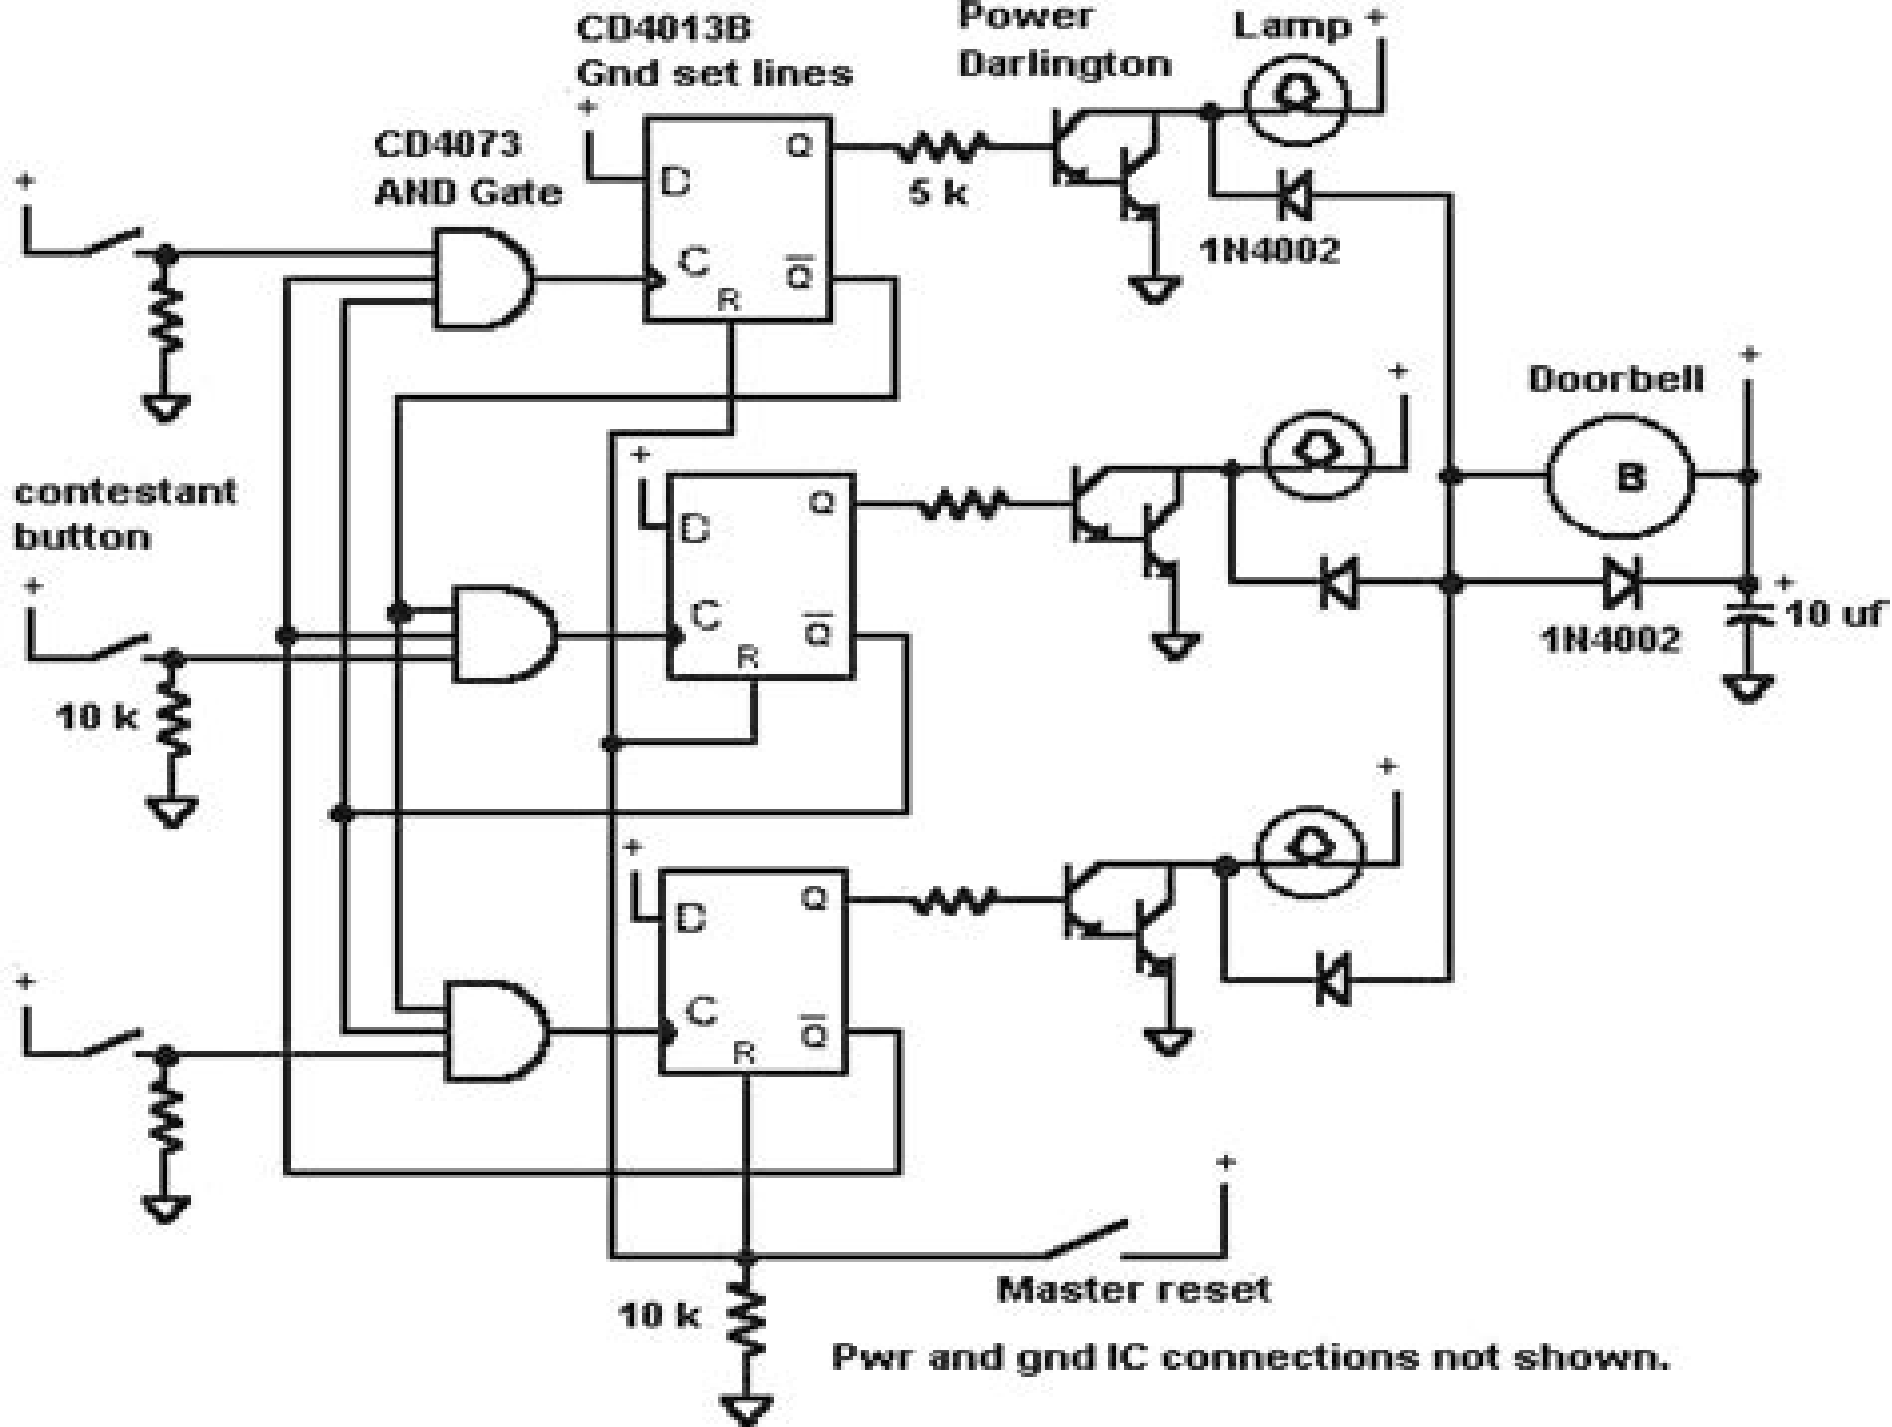 CD4013B
Gnd set lines
Power
Darlington
Lamp +
+
CD4073
AND Gate
+
D
Q
C
Q
R
5 k
1N4002
+
Doorbell
+
B
contestant
button
+
10 k
+
D
Q
C
Q
R
1N4002
+
10 uf
+
+
D
Q
C
Q
R
+
+
Master reset
10 k
Pwr and gnd IC connections not shown.